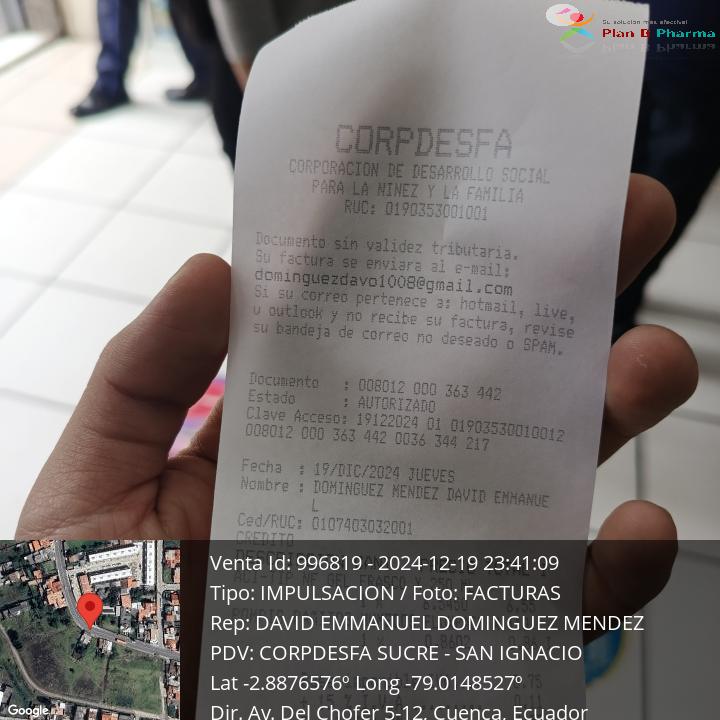 Su solución más efectiva!
Plan B Pharma
CORPDESFA
CORPORACION DE DESARROLLO SOCIAL
PARA LA NINEZ Y LA FAMILIA
RUC: 0190353001001
Documento sin validez tributaria.
Su factura se enviara al e-mail:
dominguezdavo1008@gmail.com
Si su correo pertenece a: hotmail, live,
u outlook y no recibe su factura, revise
su bandeja de correo no deseado o SPAM.
Documento : 008012 000 363 442
Estado : AUTORIZADO
Clave Acceso: 19122024 01 01903530010012
008012 000 363 442 0036 344 217
Fecha : 19/DIC/2024 JUEVES
Nombre : DOMINGUEZ MENDEZ DAVID EMMANUE
L
Ced/RUC: 0107403032001
CREDITO
Venta Id: 996819 - 2024-12-19 23:41:09
Tipo: IMPULSACION / Foto: FACTURAS
Rep: DAVID EMMANUEL DOMINGUEZ MENDEZ
PDV: CORPDESFA SUCRE - SAN IGNACIO
Lat -2.8876576º Long -79.0148527º
Dir. Av. Del Chofer 5-12, Cuenca, Ecuador
Google